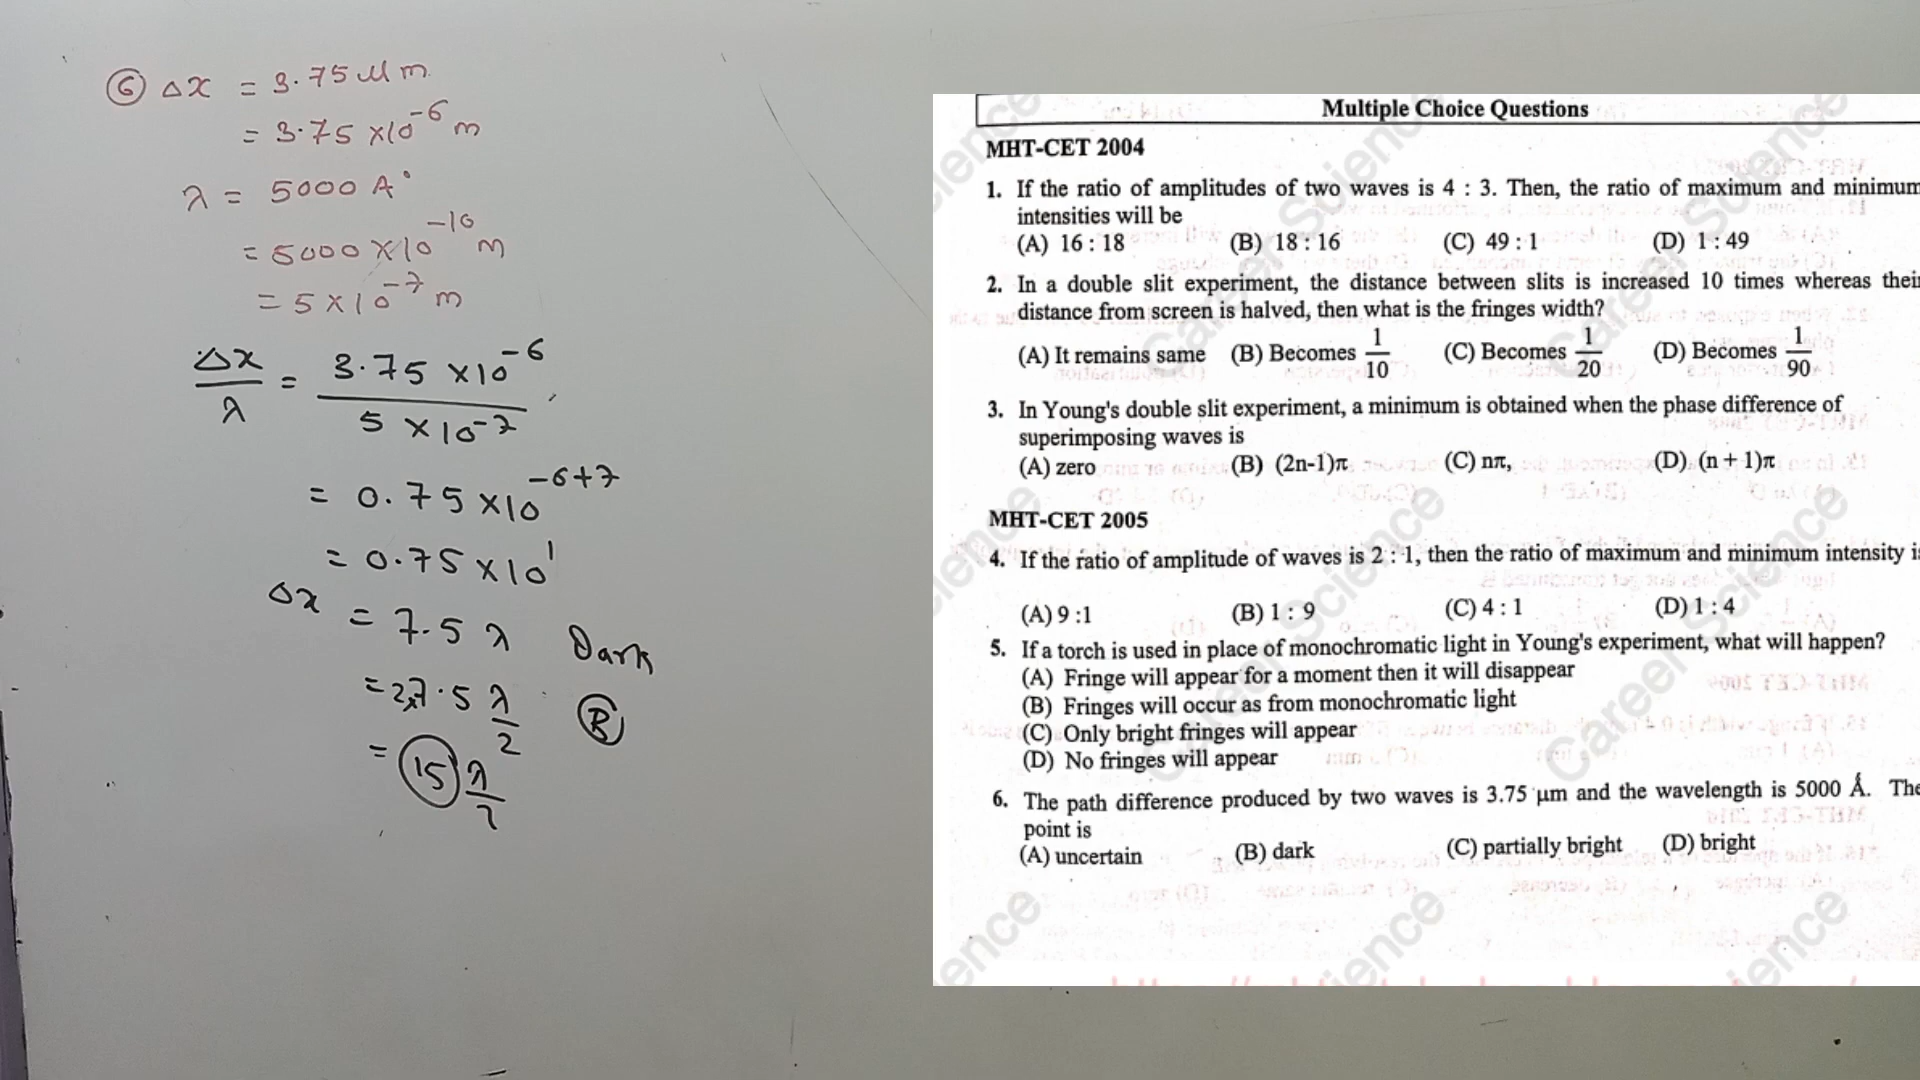 ⑥ Δx = 3.75 μm
= 3.75 ×10⁻⁶ m
λ = 5000 A°
= 5000 ×10⁻¹⁰ m
= 5 ×10⁻⁷ m
Δx/λ = 3.75 ×10⁻⁶ / 5 ×10⁻⁷
= 0.75 ×10⁻⁶⁺⁷
= 0.75 ×10¹
Δx = 7.5 λ Dark
= 2×7.5 λ/2 Ⓑ
= 15 λ/2
Multiple Choice Questions
MHT-CET 2004
1. If the ratio of amplitudes of two waves is 4 : 3. Then, the ratio of maximum and minimum
intensities will be
(A) 16 : 18 (B) 18 : 16 (C) 49 : 1 (D) 1 : 49
2. In a double slit experiment, the distance between slits is increased 10 times whereas their
distance from screen is halved, then what is the fringes width?
(A) It remains same (B) Becomes 1/10 (C) Becomes 1/20 (D) Becomes 1/90
3. In Young's double slit experiment, a minimum is obtained when the phase difference of
superimposing waves is
(A) zero (B) (2n-1)π (C) nπ, (D) (n + 1)π
MHT-CET 2005
4. If the ratio of amplitude of waves is 2 : 1, then the ratio of maximum and minimum intensity is
(A) 9 :1 (B) 1 : 9 (C) 4 : 1 (D) 1 : 4
5. If a torch is used in place of monochromatic light in Young's experiment, what will happen?
(A) Fringe will appear for a moment then it will disappear
(B) Fringes will occur as from monochromatic light
(C) Only bright fringes will appear
(D) No fringes will appear
6. The path difference produced by two waves is 3.75 μm and the wavelength is 5000 Å. The
point is
(A) uncertain (B) dark (C) partially bright (D) bright
Career Science